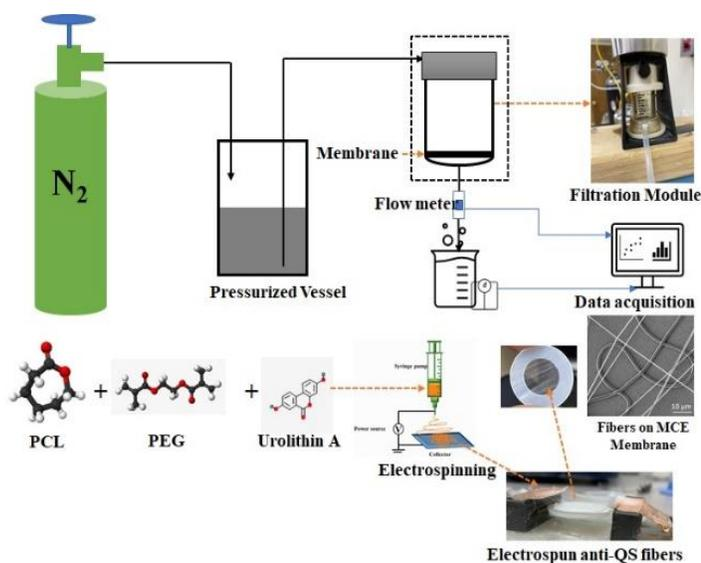 N2
Membrane
Flow meter
Pressurized Vessel
Filtration Module
Data acquisition
PCL
+
PEG
+
Urolithin A
Syringe pump
Power source
V
Collector
Electrospinning
10 μm
Fibers on MCE
Membrane
Electrospun anti-QS fibers